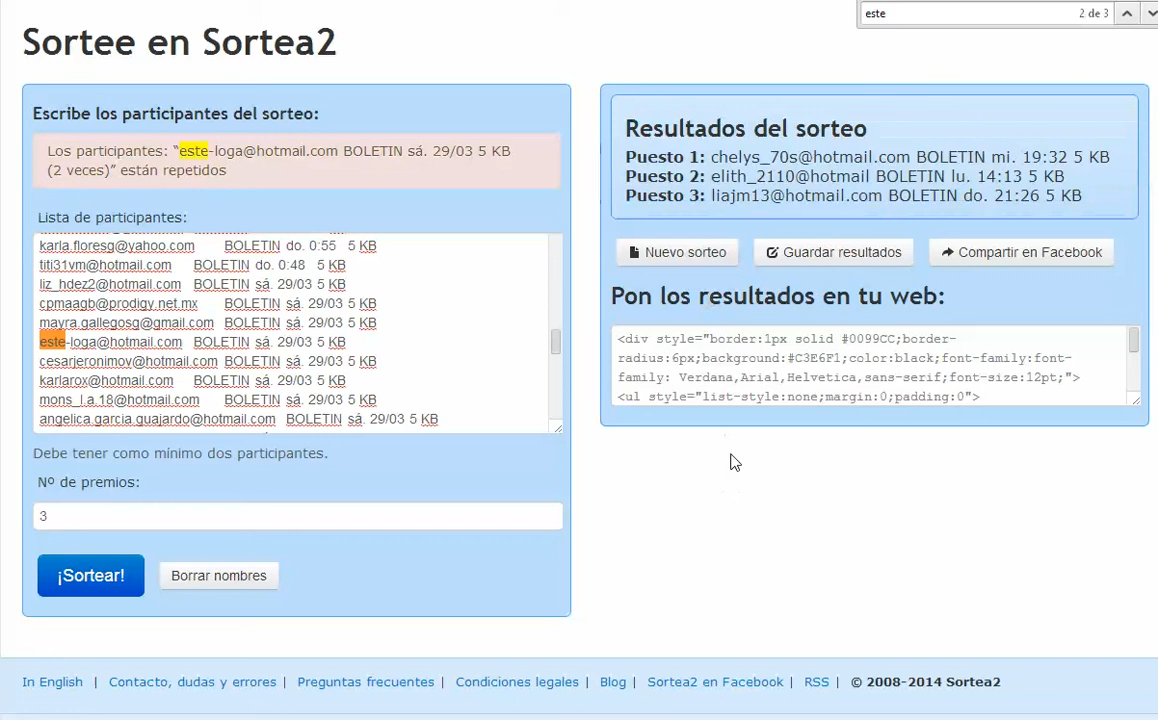 este 2 de 3
Sortee en Sortea2
Escribe los participantes del sorteo:
Los participantes: “este-loga@hotmail.com BOLETIN sá. 29/03 5 KB
(2 veces)” están repetidos
Lista de participantes:
karla.floresg@yahoo.com BOLETIN do. 0:55 5 KB
titi31vm@hotmail.com BOLETIN do. 0:48 5 KB
liz_hdez2@hotmail.com BOLETIN sá. 29/03 5 KB
cpmaagb@prodigy.net.mx BOLETIN sá. 29/03 5 KB
mayra.gallegosg@gmail.com BOLETIN sá. 29/03 5 KB
este-loga@hotmail.com BOLETIN sá. 29/03 5 KB
cesarjeronimov@hotmail.com BOLETIN sá. 29/03 5 KB
karlarox@hotmail.com BOLETIN sá. 29/03 5 KB
mons_l.a.18@hotmail.com BOLETIN sá. 29/03 5 KB
angelica.garcia.guajardo@hotmail.com BOLETIN sá. 29/03 5 KB
Debe tener como mínimo dos participantes.
Nº de premios:
3
¡Sortear! Borrar nombres
Resultados del sorteo
Puesto 1: chelys_70s@hotmail.com BOLETIN mi. 19:32 5 KB
Puesto 2: elith_2110@hotmail BOLETIN lu. 14:13 5 KB
Puesto 3: liajm13@hotmail.com BOLETIN do. 21:26 5 KB
Nuevo sorteo Guardar resultados Compartir en Facebook
Pon los resultados en tu web:
<div style="border:1px solid #0099CC;border-
radius:6px;background:#C3E6F1;color:black;font-family:font-
family: Verdana,Arial,Helvetica,sans-serif;font-size:12pt;">
<ul style="list-style:none;margin:0;padding:0">
In English | Contacto, dudas y errores | Preguntas frecuentes | Condiciones legales | Blog | Sortea2 en Facebook | RSS | © 2008-2014 Sortea2